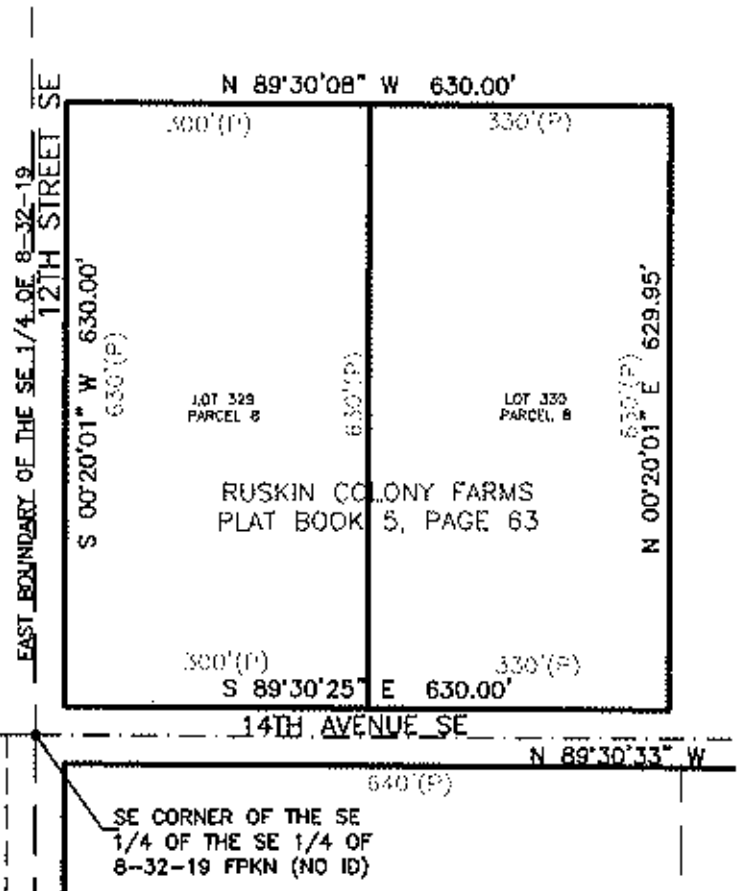 N 89°30'08" W 630.00'
300'(P)
330'(P)
12TH STREET SE
EAST BOUNDARY OF THE SE 1/4 OF 8-32-19
S 00°20'01" W 630.00'
630'(P)
630'(P)
630'(P)
N 00°20'01" E 629.95'
LOT 329
PARCEL 8
LOT 330
PARCEL 8
RUSKIN COLONY FARMS
PLAT BOOK 5, PAGE 63
300'(P)
330'(P)
S 89°30'25" E 630.00'
14TH AVENUE SE
N 89°30'33" W
640'(P)
SE CORNER OF THE SE
1/4 OF THE SE 1/4 OF
8-32-19 FPKN (NO ID)